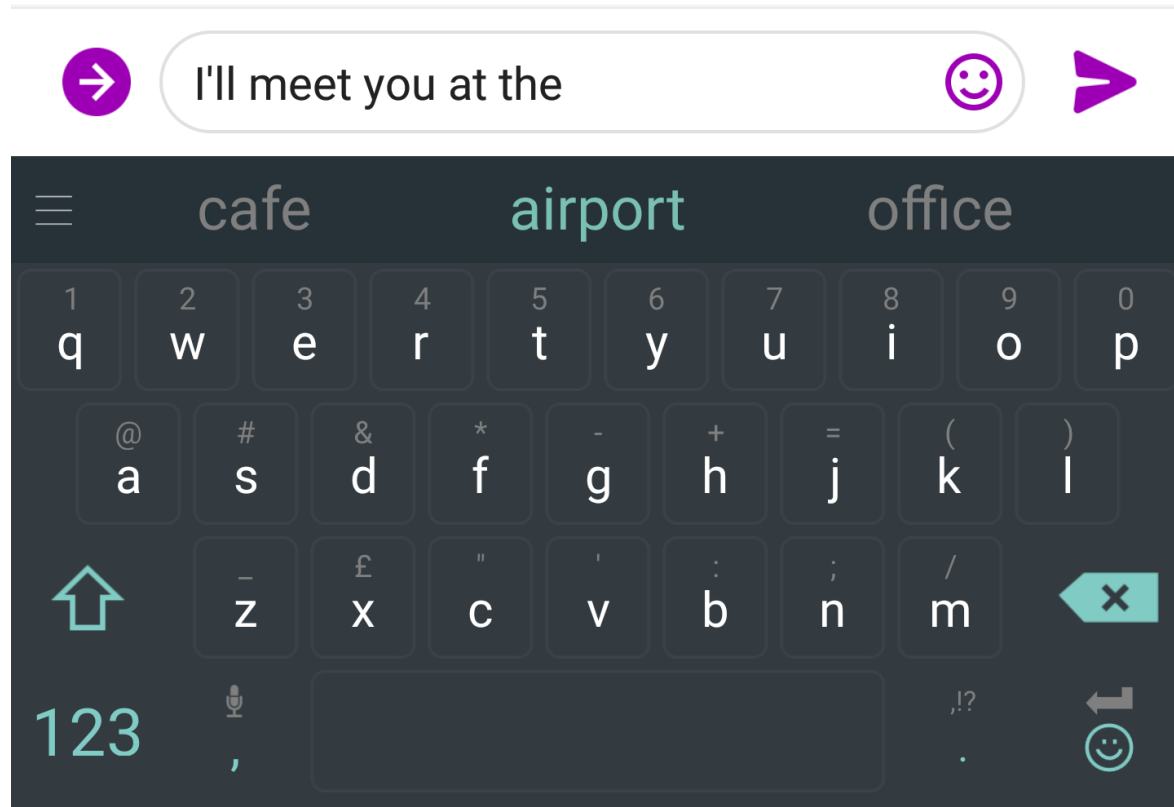 I'll meet you at the
cafe airport office
1 2 3 4 5 6 7 8 9 0
q w e r t y u i o p
@ # & * - + = ( )
a s d f g h j k l
_ £ " ' : ; /
z x c v b n m
,!?
123 , .